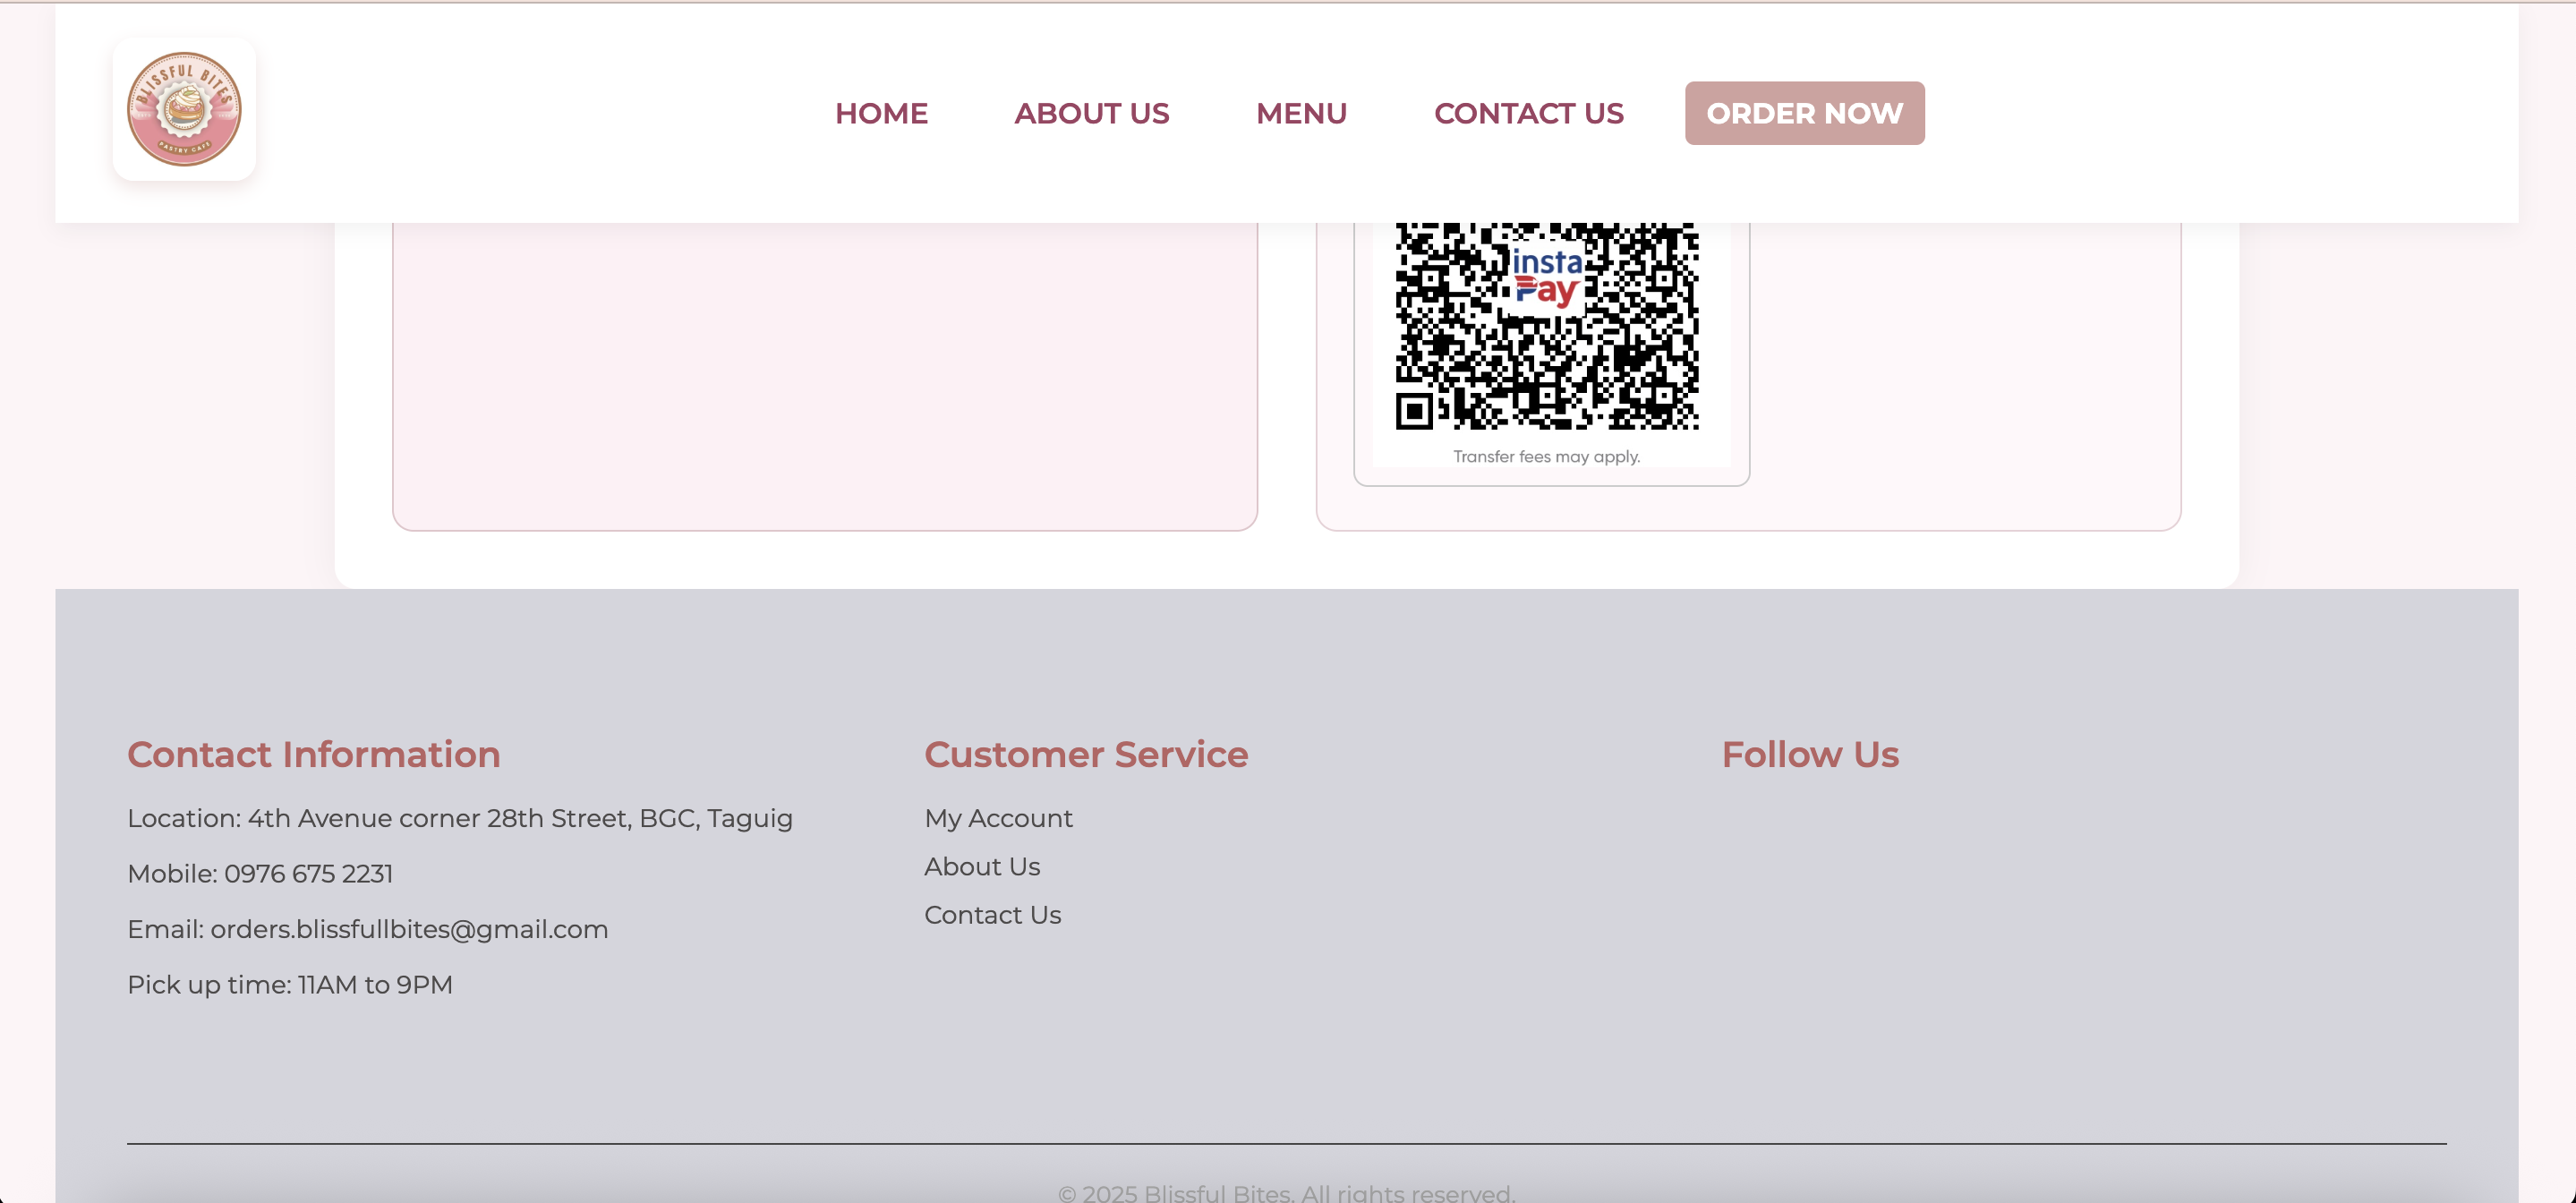 BLISSFUL BITES
PASTRY CAFE
HOME
ABOUT US
MENU
CONTACT US
ORDER NOW
insta
Pay
Transfer fees may apply.
Contact Information
Location: 4th Avenue corner 28th Street, BGC, Taguig
Mobile: 0976 675 2231
Email: orders.blissfullbites@gmail.com
Pick up time: 11AM to 9PM
Customer Service
My Account
About Us
Contact Us
Follow Us
© 2025 Blissful Bites. All rights reserved.